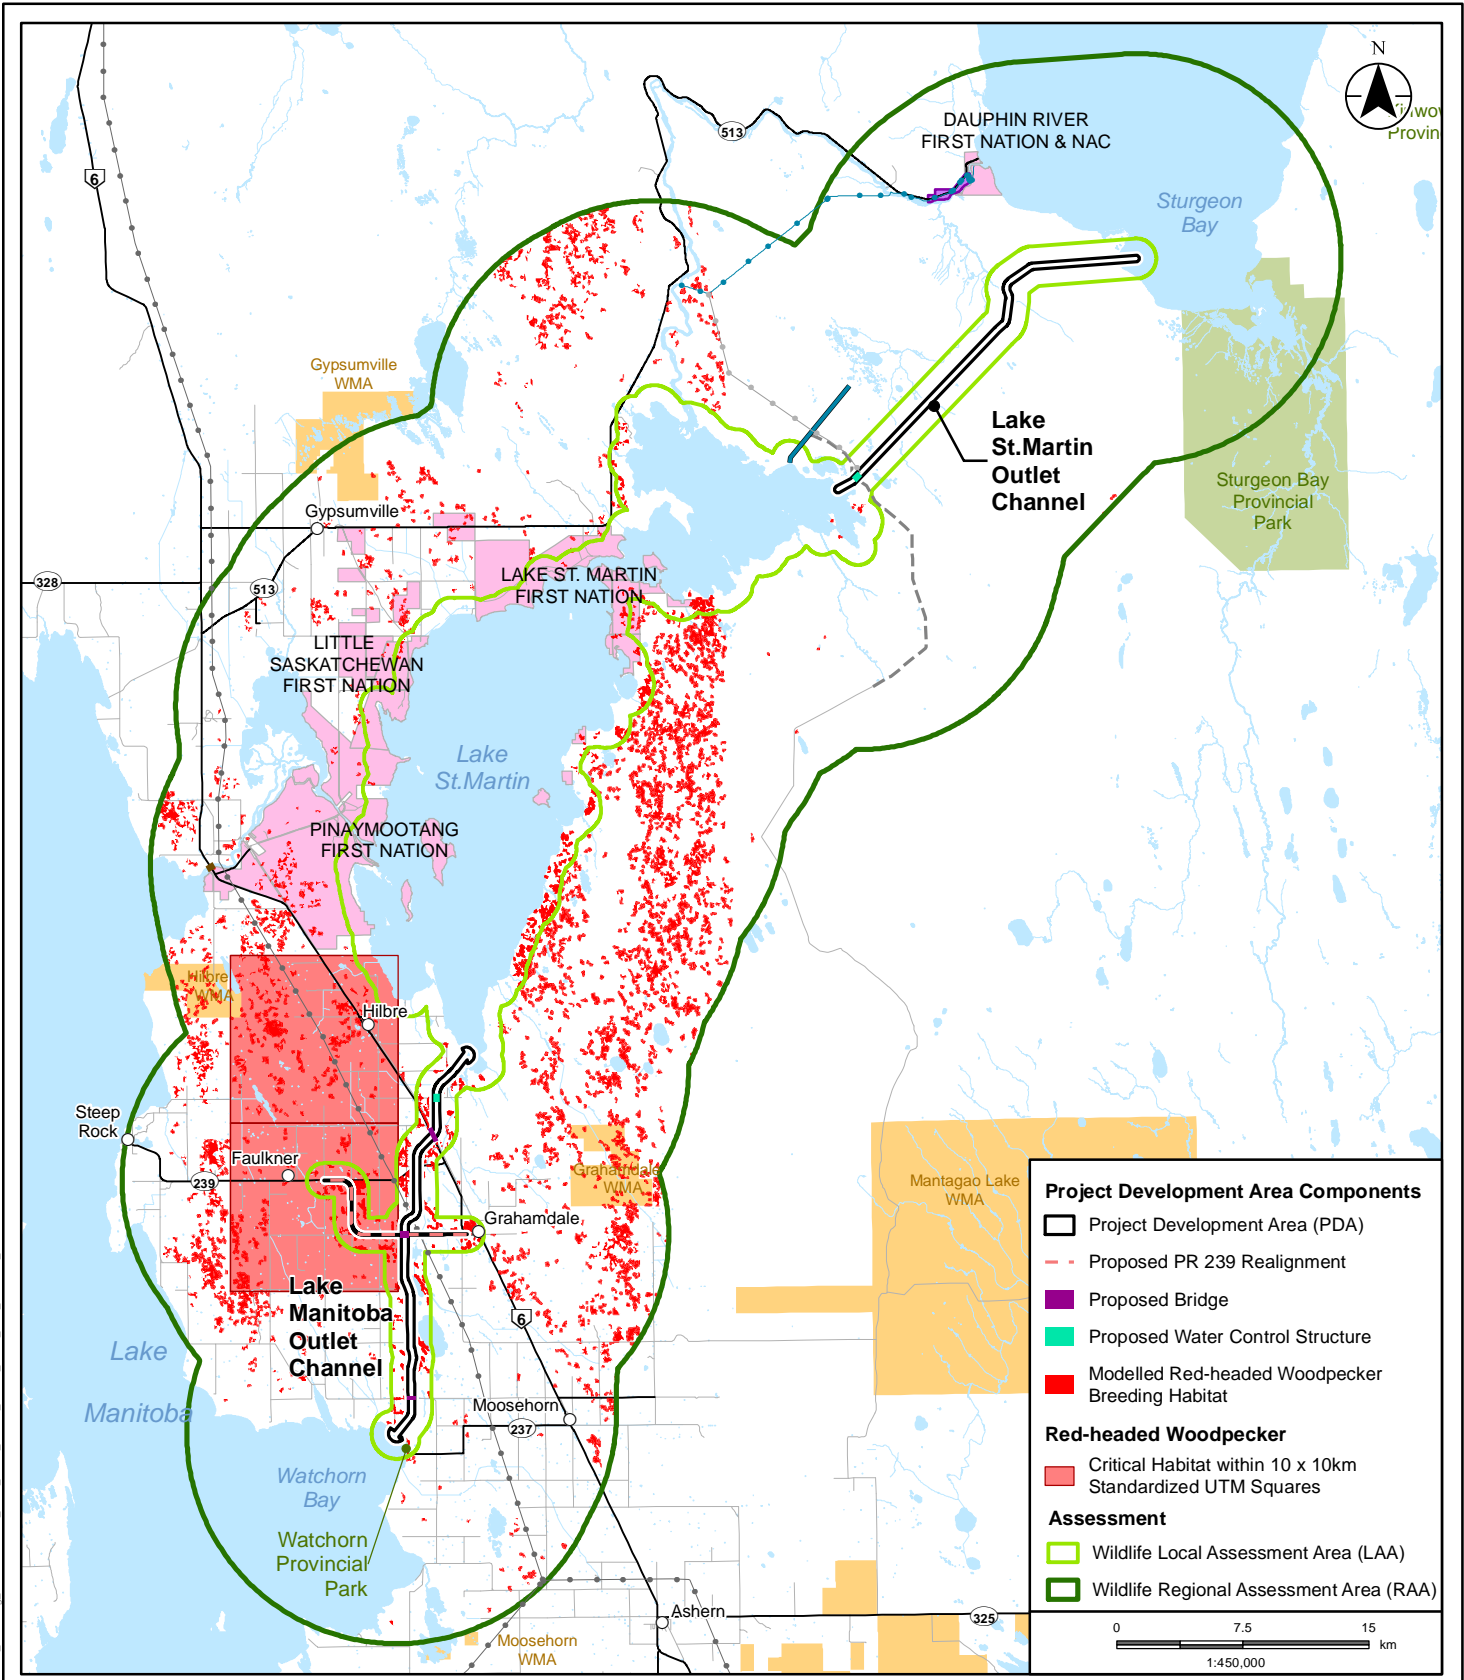 N
Provin
DAUPHIN RIVER
FIRST NATION & NAC
513
6
Sturgeon
Bay
Gypsumville
WMA
Lake
St.Martin
Outlet
Channel
Sturgeon Bay
Provincial
Park
Gypsumville
328
513
LAKE ST. MARTIN
FIRST NATION
LITTLE
SASKATCHEWAN
FIRST NATION
Lake
St.Martin
PINAYMOOTANG
FIRST NATION
Hilbre
WMA
Hilbre
Steep
Rock
Faulkner
239
Grahamdale
WMA
Mantagao Lake
WMA
Grahamdale
Lake
Manitoba
Outlet
Channel
6
Lake
Manitoba
Moosehorn
237
Watchorn
Bay
Watchorn
Provincial
Park
Ashern
325
Moosehorn
WMA
Project Development Area Components
Project Development Area (PDA)
Proposed PR 239 Realignment
Proposed Bridge
Proposed Water Control Structure
Modelled Red-headed Woodpecker
Breeding Habitat
Red-headed Woodpecker
Critical Habitat within 10 x 10km
Standardized UTM Squares
Assessment
Wildlife Local Assessment Area (LAA)
Wildlife Regional Assessment Area (RAA)
0 7.5 15
km
1:450,000